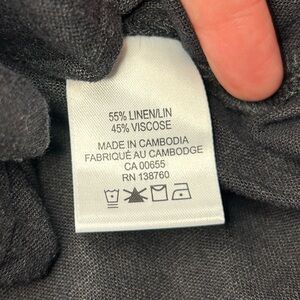 55% LINEN/LIN
45% VISCOSE
MADE IN CAMBODIA
FABRIQUÉ AU CAMBODGE
CA 00655
RN 138760